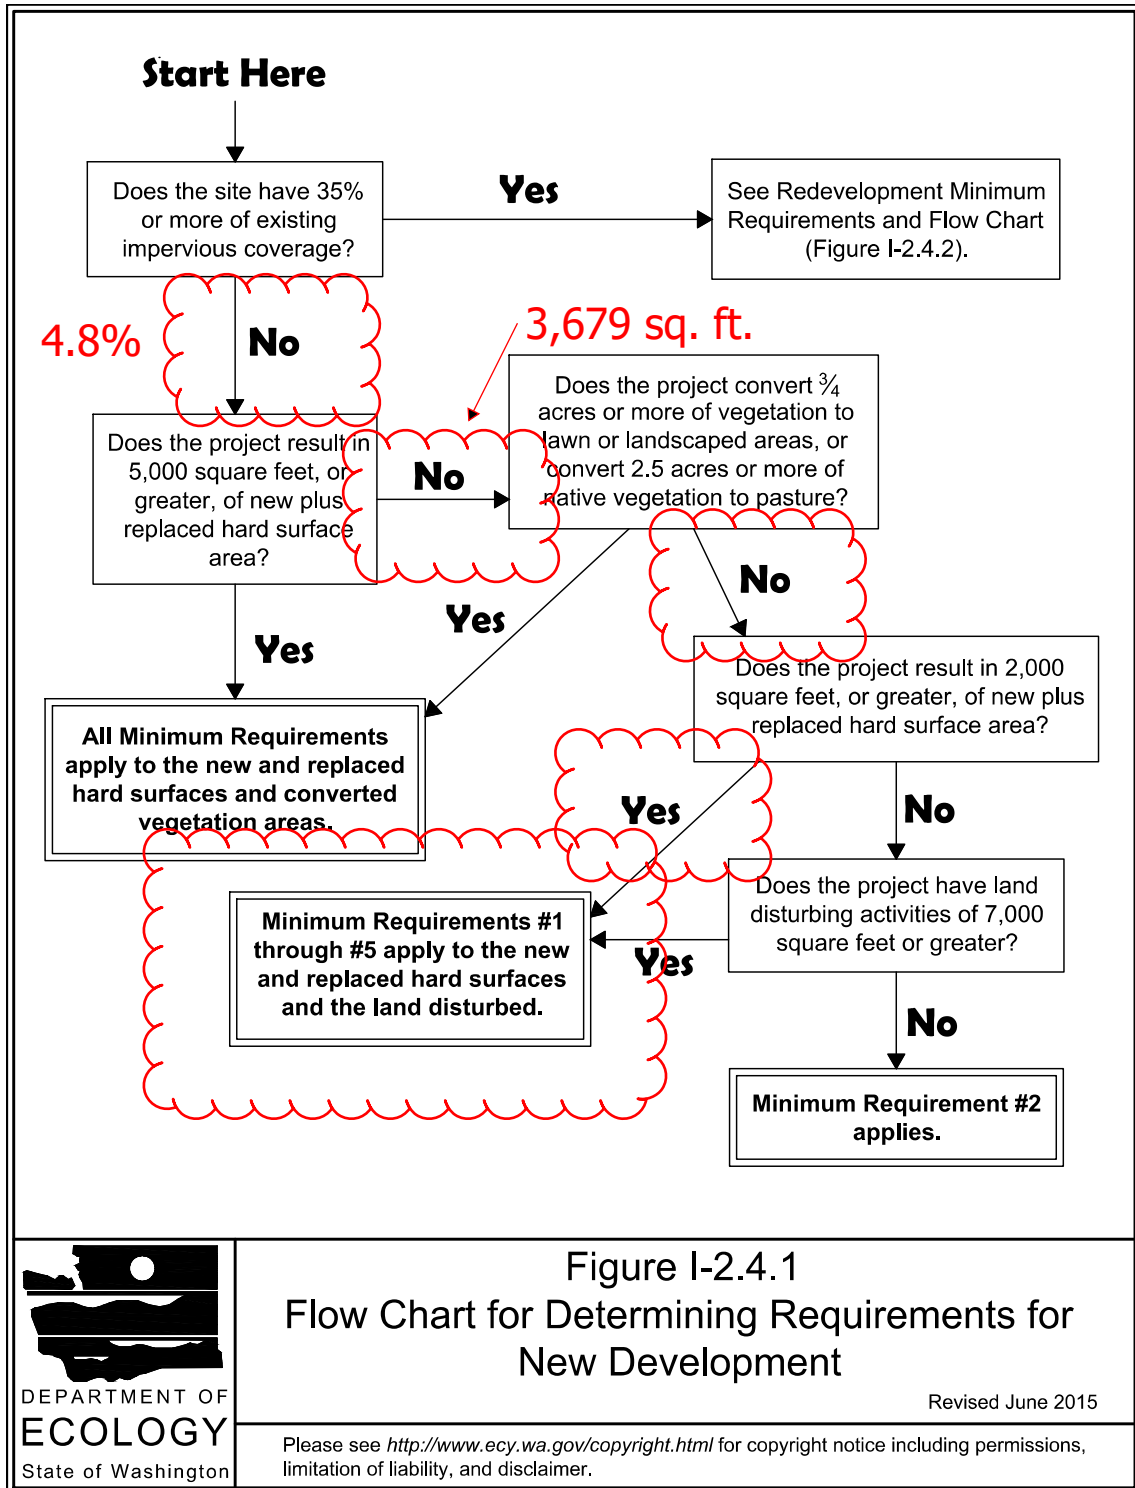 Start Here
Does the site have 35%
or more of existing
impervious coverage?
Yes
See Redevelopment Minimum
Requirements and Flow Chart
(Figure I-2.4.2).
4.8%
No
3,679 sq. ft.
Does the project result in
5,000 square feet, or
greater, of new plus
replaced hard surface
area?
No
Does the project convert ¾
acres or more of vegetation to
lawn or landscaped areas, or
convert 2.5 acres or more of
native vegetation to pasture?
Yes
Yes
No
Does the project result in 2,000
square feet, or greater, of new plus
replaced hard surface area?
All Minimum Requirements
apply to the new and replaced
hard surfaces and converted
vegetation areas.
Yes
No
Does the project have land
disturbing activities of 7,000
square feet or greater?
Minimum Requirements #1
through #5 apply to the new
and replaced hard surfaces
and the land disturbed.
Yes
No
Minimum Requirement #2
applies.
DEPARTMENT OF
ECOLOGY
State of Washington
Figure I-2.4.1
Flow Chart for Determining Requirements for
New Development
Revised June 2015
Please see http://www.ecy.wa.gov/copyright.html for copyright notice including permissions,
limitation of liability, and disclaimer.